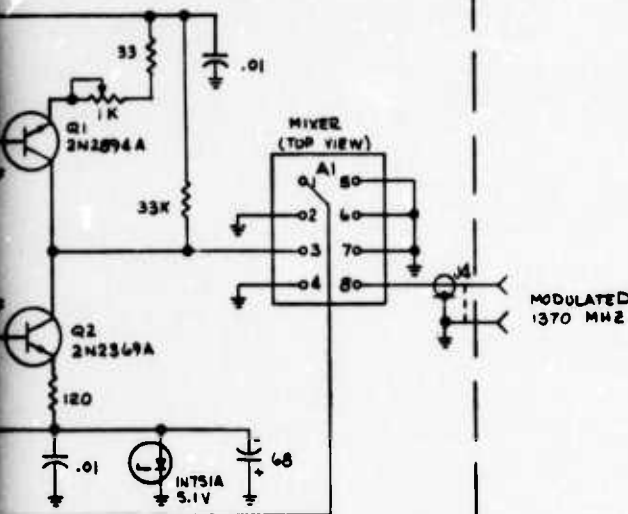 33
.01
1K
Q1
2N2894A
MIXER
(TOP VIEW)
A1
1
5
2
6
33K
3
7
4
8
J4
MODULATED
1370 MHZ
Q2
2N2369A
120
.01
1N751A
5.1V
-
+
68